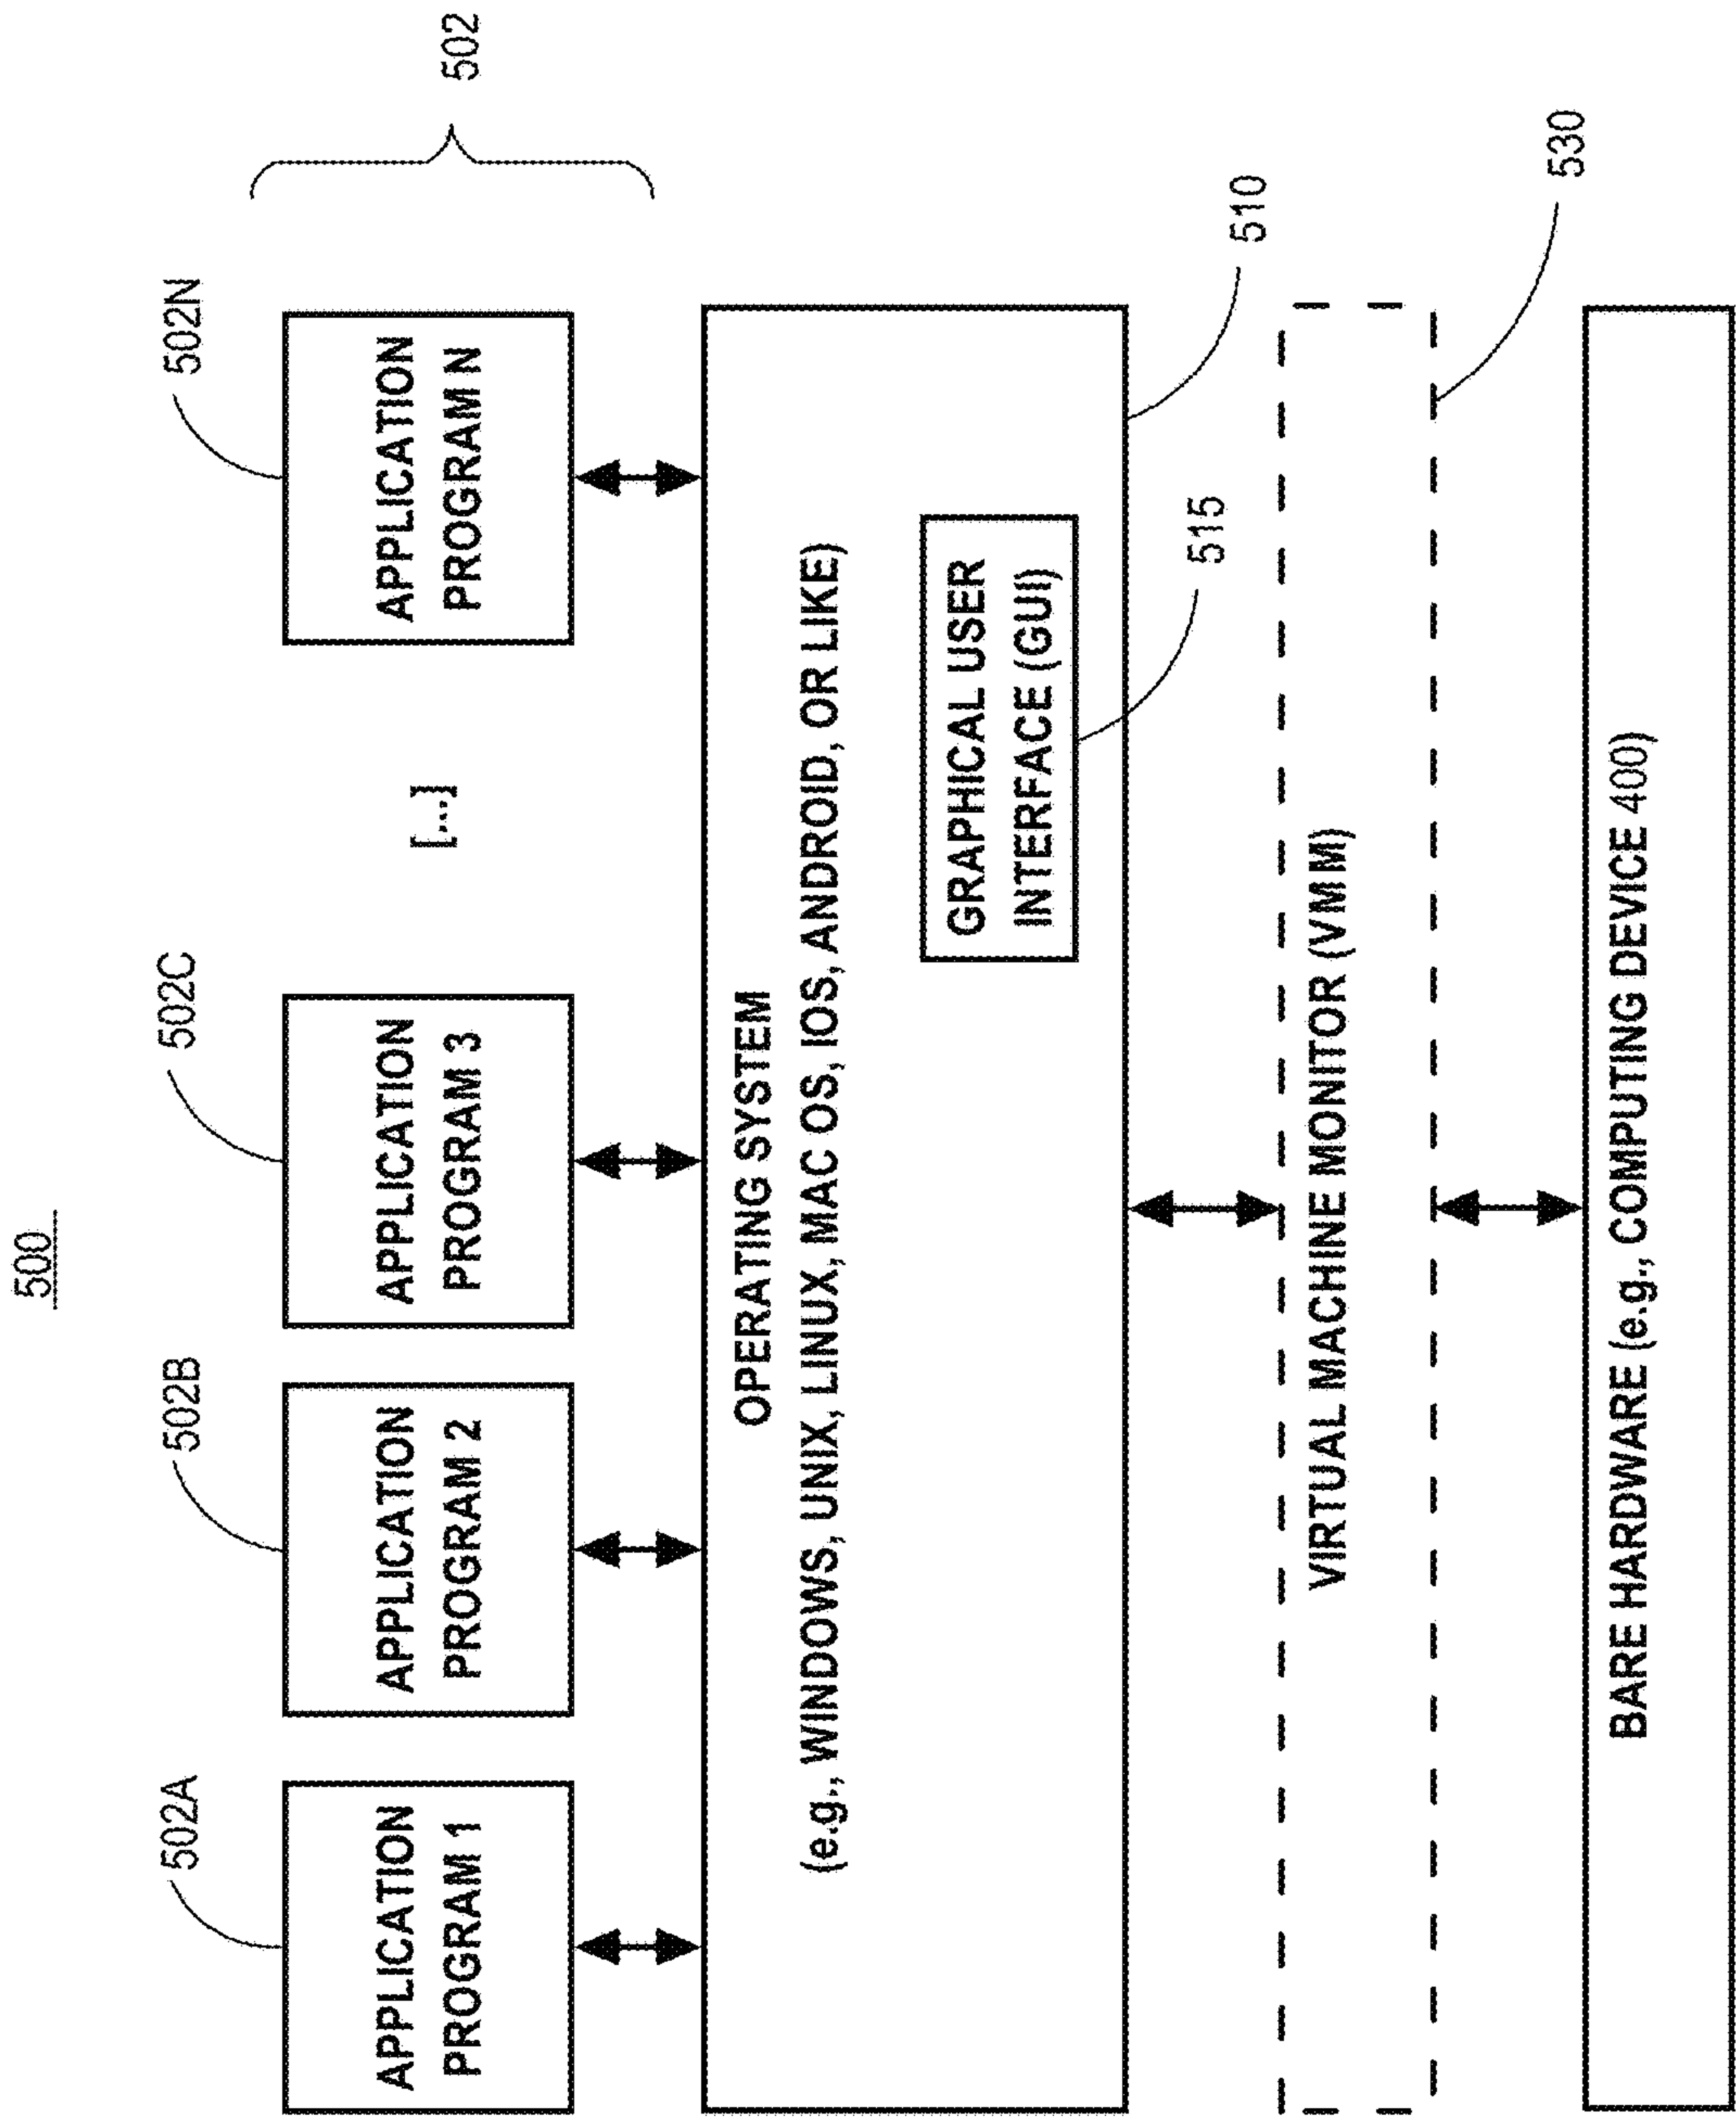 500
502
502A
502B
502C
502N
APPLICATION
PROGRAM 1
APPLICATION
PROGRAM 2
APPLICATION
PROGRAM 3
[...]
APPLICATION
PROGRAM N
OPERATING SYSTEM
(e.g., WINDOWS, UNIX, LINUX, MAC OS, IOS, ANDROID, OR LIKE)
GRAPHICAL USER
INTERFACE (GUI)
510
515
VIRTUAL MACHINE MONITOR (VMM)
530
BARE HARDWARE (e.g., COMPUTING DEVICE 400)